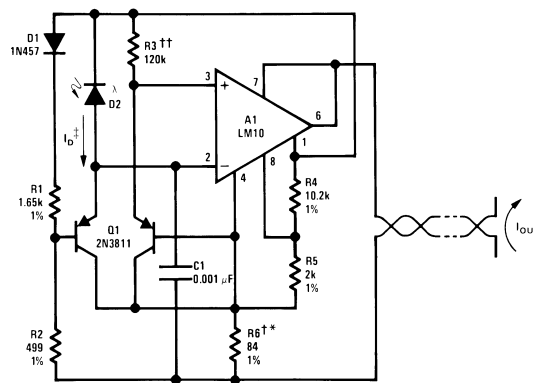 D1
1N457
R3 ††
120k
λ
D2
I_D ‡
3
+
7
A1
LM10
6
1
2
−
8
4
R1
1.65k
1%
Q1
2N3811
R4
10.2k
1%
C1
0.001 μF
R5
2k
1%
R2
499
1%
R6†*
84
1%
I_OU